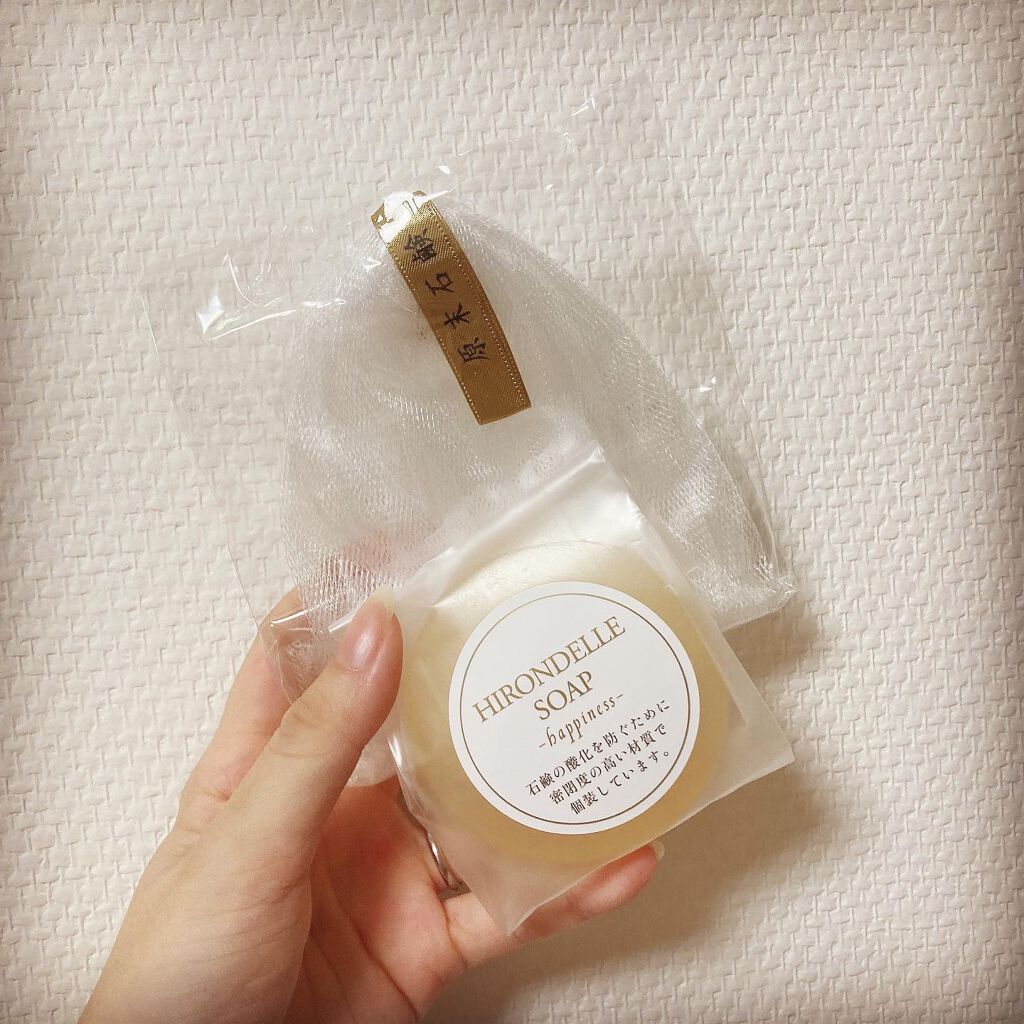 原末石鹸
HIRONDELLE
SOAP
-happiness-
石鹸の酸化を防ぐために
密閉度の高い材質で
個装しています。